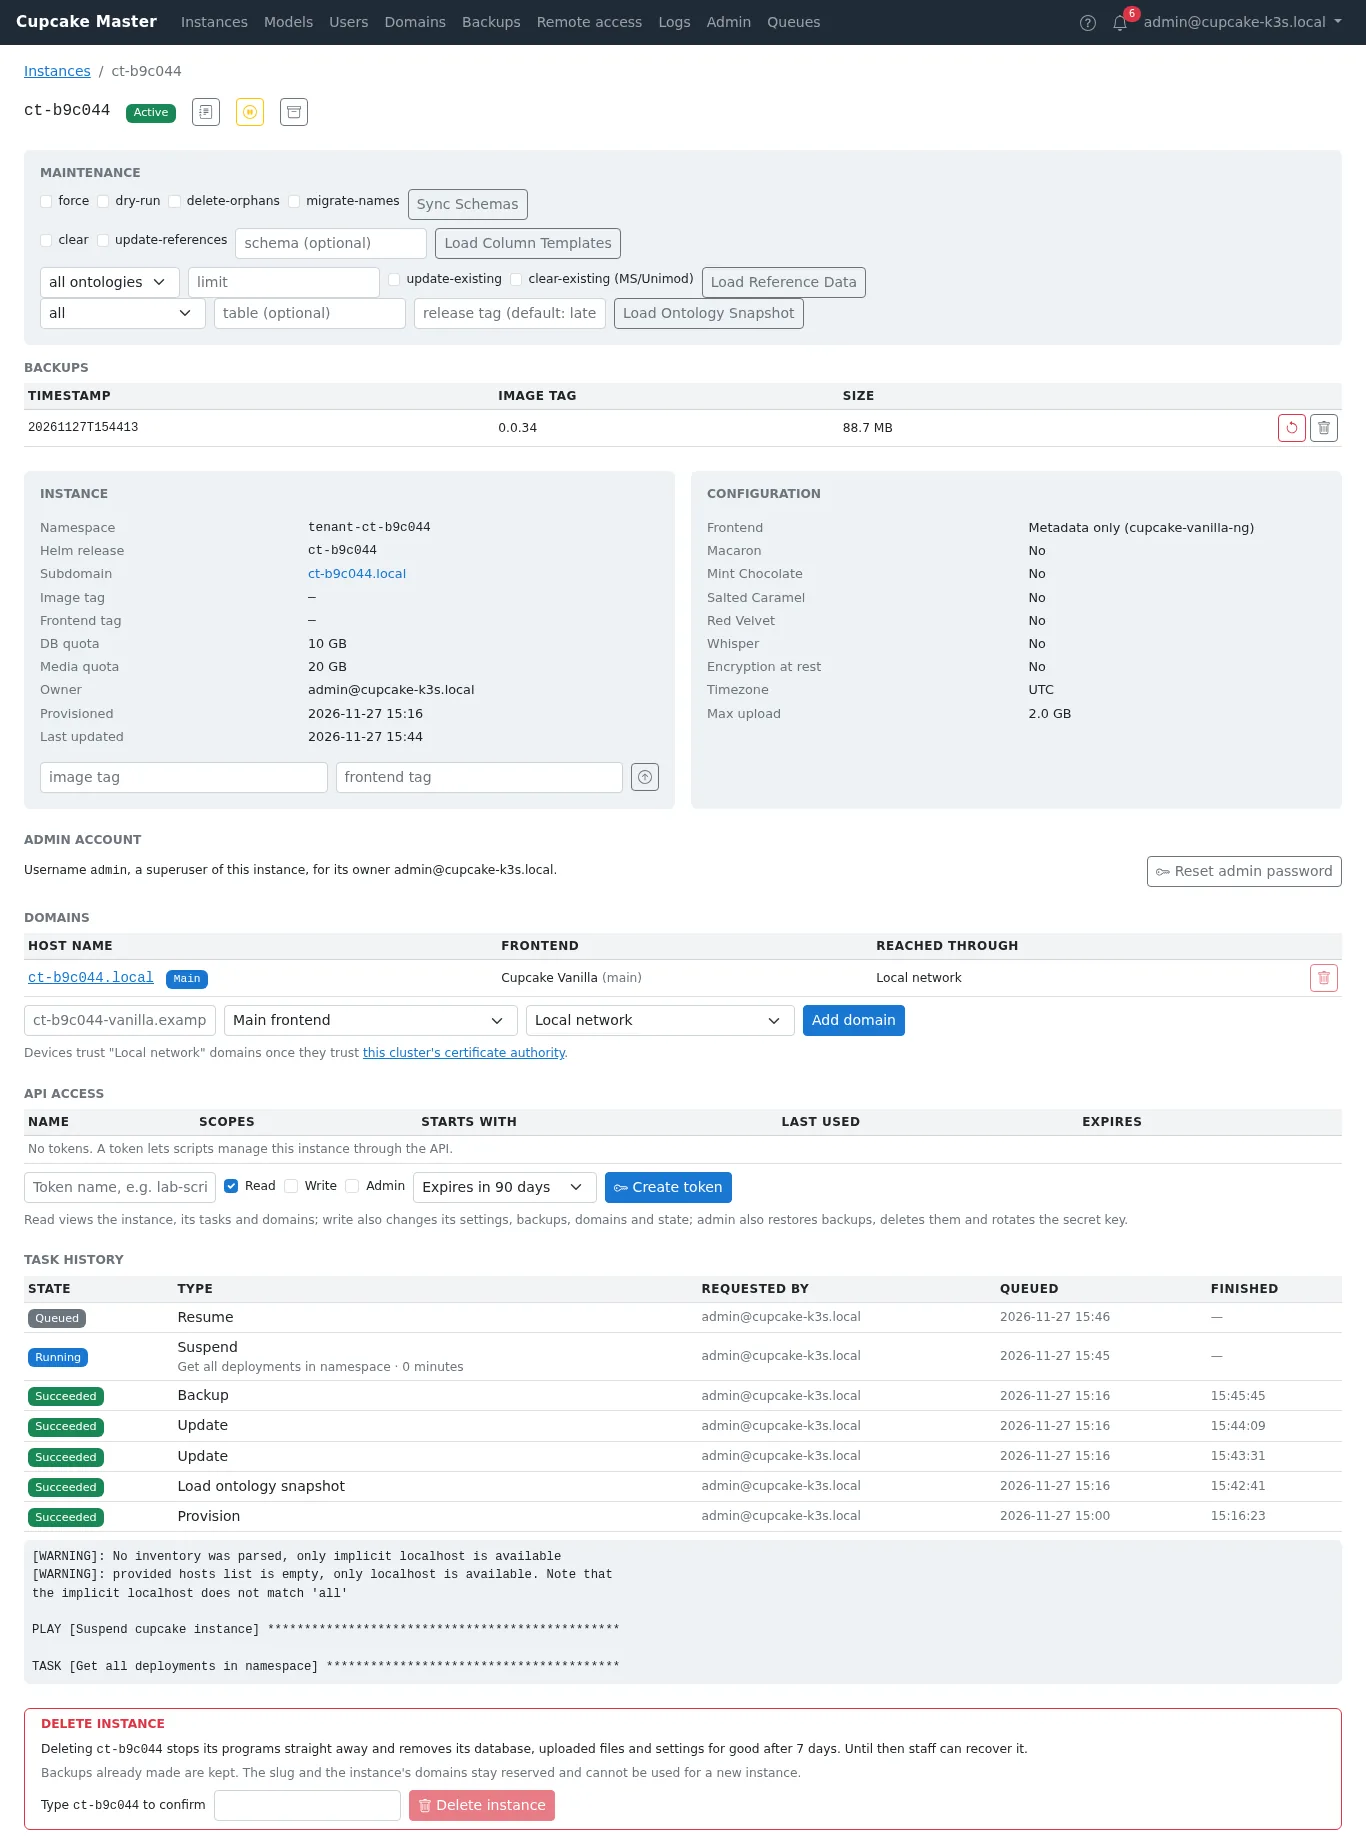 Cupcake Master Instances Models Users Domains Backups Remote access Logs Admin Queues 6 admin@cupcake-k3s.local
Instances / ct-b9c044
ct-b9c044 Active
MAINTENANCE
force dry-run delete-orphans migrate-names Sync Schemas
clear update-references schema (optional) Load Column Templates
all ontologies limit update-existing clear-existing (MS/Unimod) Load Reference Data
all table (optional) release tag (default: late Load Ontology Snapshot
BACKUPS
TIMESTAMP IMAGE TAG SIZE
20261127T154413 0.0.34 88.7 MB
INSTANCE
Namespace tenant-ct-b9c044
Helm release ct-b9c044
Subdomain ct-b9c044.local
Image tag —
Frontend tag —
DB quota 10 GB
Media quota 20 GB
Owner admin@cupcake-k3s.local
Provisioned 2026-11-27 15:16
Last updated 2026-11-27 15:44
image tag frontend tag
CONFIGURATION
Frontend Metadata only (cupcake-vanilla-ng)
Macaron No
Mint Chocolate No
Salted Caramel No
Red Velvet No
Whisper No
Encryption at rest No
Timezone UTC
Max upload 2.0 GB
ADMIN ACCOUNT
Username admin, a superuser of this instance, for its owner admin@cupcake-k3s.local. Reset admin password
DOMAINS
HOST NAME FRONTEND REACHED THROUGH
ct-b9c044.local Main Cupcake Vanilla (main) Local network
ct-b9c044-vanilla.examp Main frontend Local network Add domain
Devices trust "Local network" domains once they trust this cluster's certificate authority.
API ACCESS
NAME SCOPES STARTS WITH LAST USED EXPIRES
No tokens. A token lets scripts manage this instance through the API.
Token name, e.g. lab-scri Read Write Admin Expires in 90 days Create token
Read views the instance, its tasks and domains; write also changes its settings, backups, domains and state; admin also restores backups, deletes them and rotates the secret key.
TASK HISTORY
STATE TYPE REQUESTED BY QUEUED FINISHED
Queued Resume admin@cupcake-k3s.local 2026-11-27 15:46 —
Running Suspend admin@cupcake-k3s.local 2026-11-27 15:45 —
Get all deployments in namespace · 0 minutes
Succeeded Backup admin@cupcake-k3s.local 2026-11-27 15:16 15:45:45
Succeeded Update admin@cupcake-k3s.local 2026-11-27 15:16 15:44:09
Succeeded Update admin@cupcake-k3s.local 2026-11-27 15:16 15:43:31
Succeeded Load ontology snapshot admin@cupcake-k3s.local 2026-11-27 15:16 15:42:41
Succeeded Provision admin@cupcake-k3s.local 2026-11-27 15:00 15:16:23
[WARNING]: No inventory was parsed, only implicit localhost is available
[WARNING]: provided hosts list is empty, only localhost is available. Note that
the implicit localhost does not match 'all'
PLAY [Suspend cupcake instance] ************************************************
TASK [Get all deployments in namespace] ****************************************
DELETE INSTANCE
Deleting ct-b9c044 stops its programs straight away and removes its database, uploaded files and settings for good after 7 days. Until then staff can recover it.
Backups already made are kept. The slug and the instance's domains stay reserved and cannot be used for a new instance.
Type ct-b9c044 to confirm Delete instance